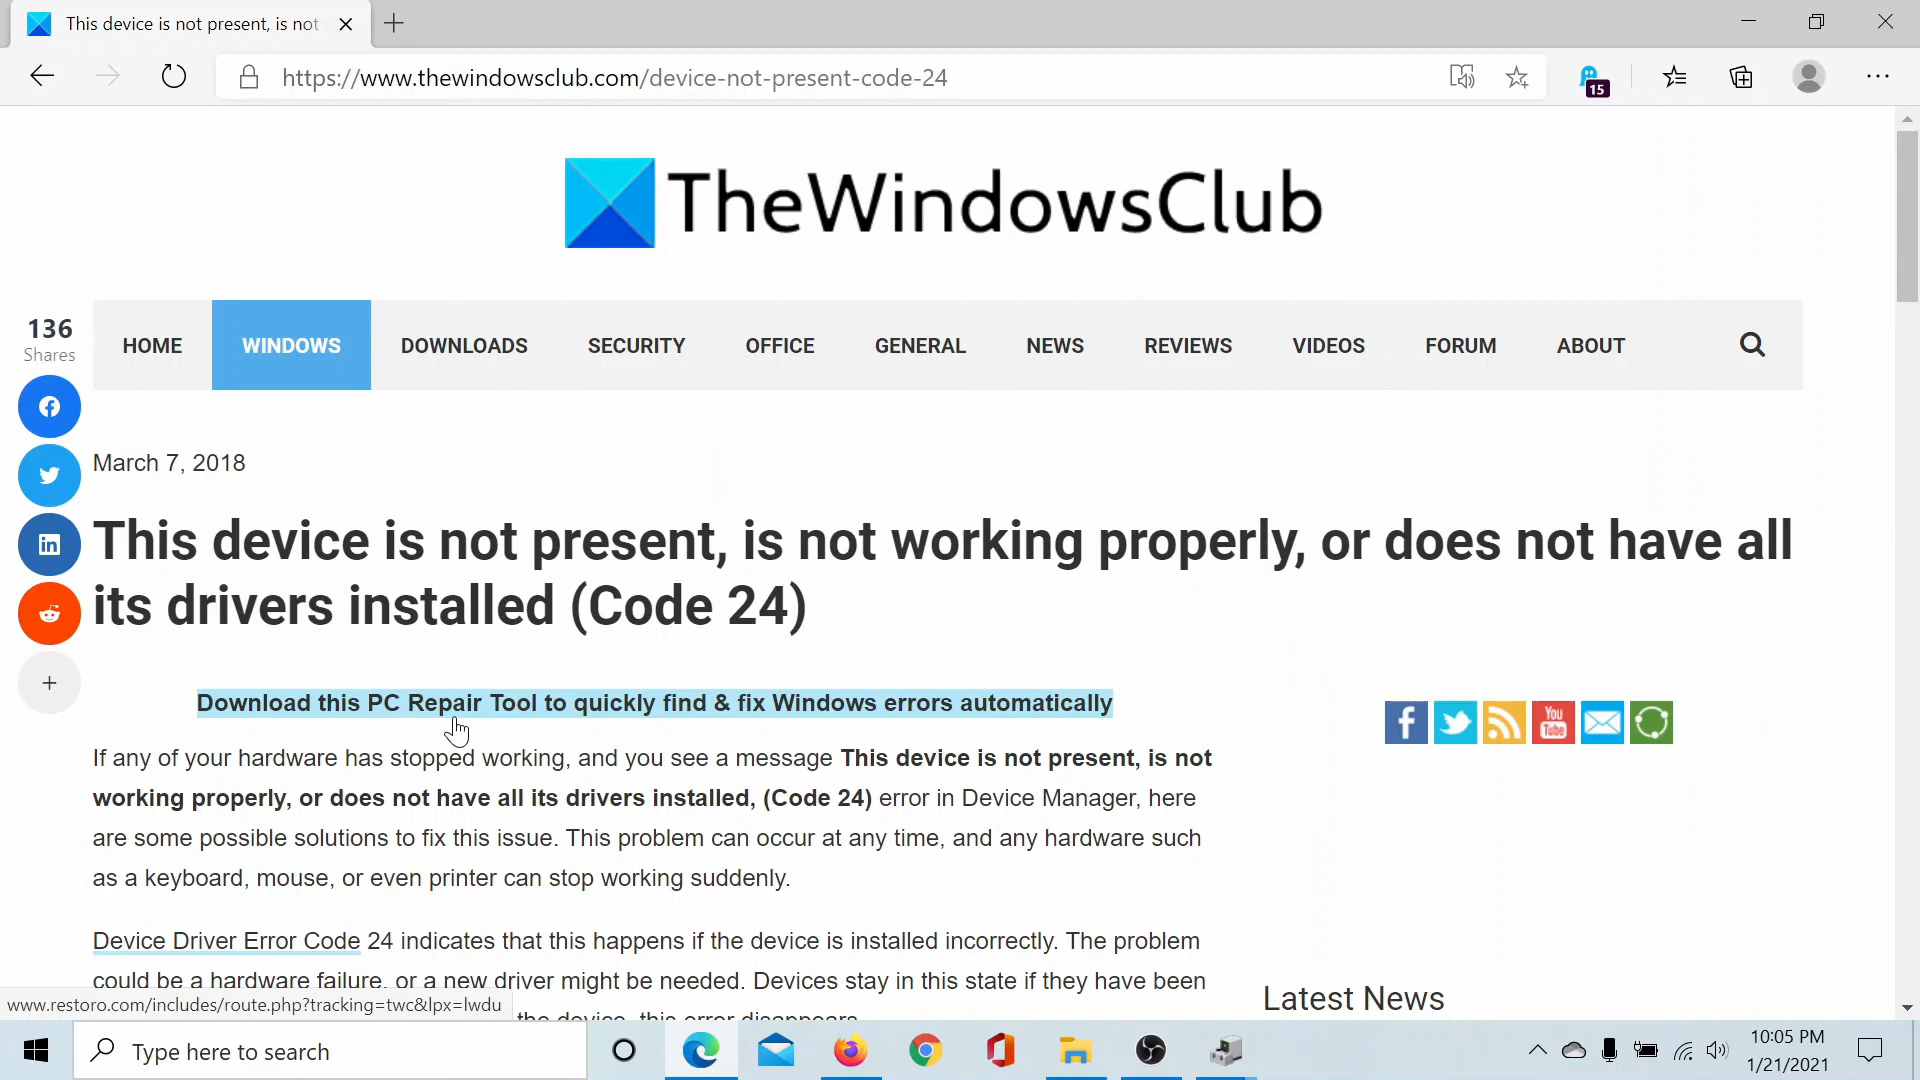 This device is not present, is not
https://www.thewindowsclub.com/device-not-present-code-24
15
TheWindowsClub
136
Shares
HOME
WINDOWS
DOWNLOADS
SECURITY
OFFICE
GENERAL
NEWS
REVIEWS
VIDEOS
FORUM
ABOUT
March 7, 2018
This device is not present, is not working properly, or does not have all
its drivers installed (Code 24)
Download this PC Repair Tool to quickly find & fix Windows errors automatically
You
Tube
If any of your hardware has stopped working, and you see a message This device is not present, is not
working properly, or does not have all its drivers installed, (Code 24) error in Device Manager, here
are some possible solutions to fix this issue. This problem can occur at any time, and any hardware such
as a keyboard, mouse, or even printer can stop working suddenly.
Device Driver Error Code 24 indicates that this happens if the device is installed incorrectly. The problem
could be a hardware failure, or a new driver might be needed. Devices stay in this state if they have been
the device, this error disappears.
Latest News
www.restoro.com/includes/route.php?tracking=twc&lpx=lwdu
Type here to search
10:05 PM
1/21/2021